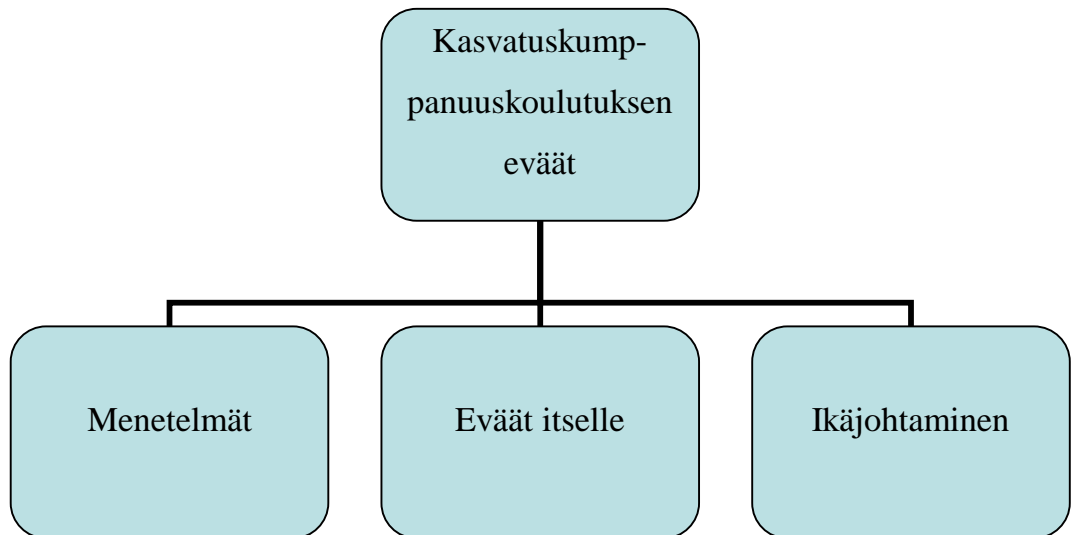 Kasvatuskump-
panuuskoulutuksen
eväät
Menetelmät
Eväät itselle
Ikäjohtaminen